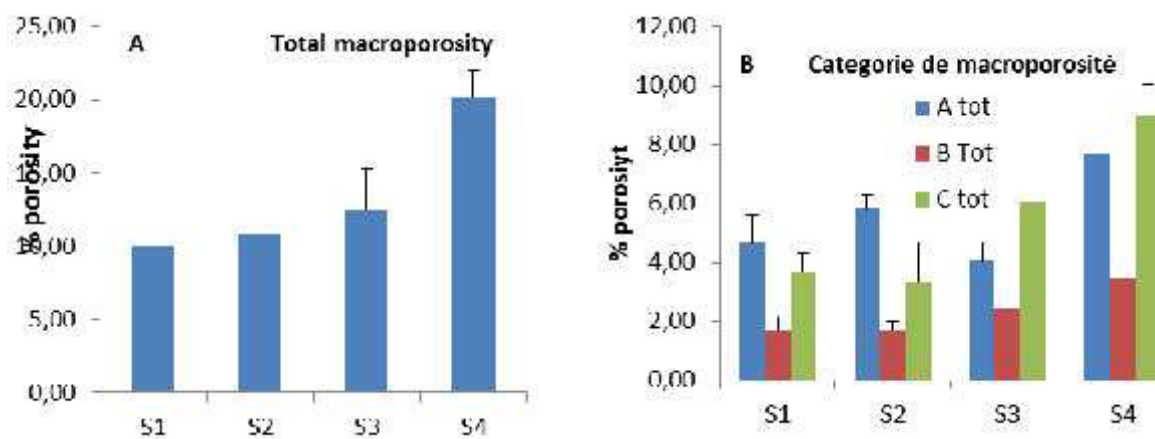 25,00
A Total macroporosity
20,00
15,00
10,00
5,00
0,00
% porosity
S1 S2 S3 S4
12,00
B Categorie de macroporosité
10,00
A tot
8,00
B Tot
6,00
C tot
4,00
2,00
0,00
% porosiyt
S1 S2 S3 S4